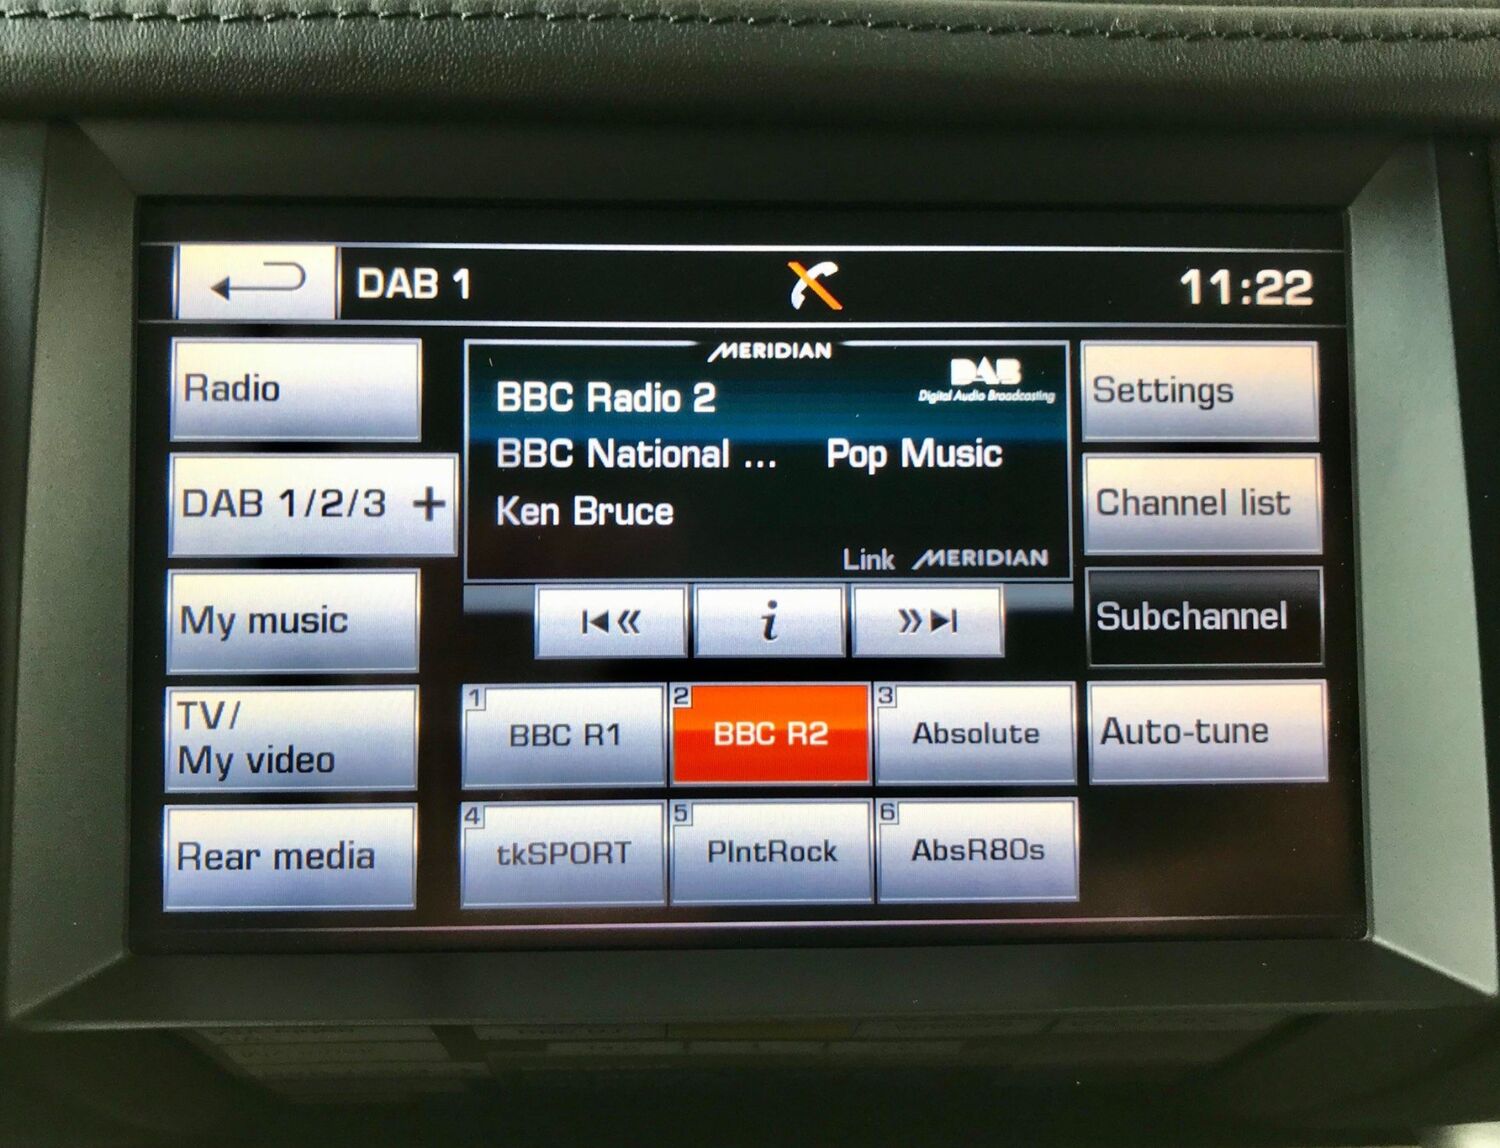 DAB 1
11:22
Radio
DAB 1/2/3 +
My music
TV/
My video
Rear media
MERIDIAN
DAB
Digital Audio Broadcasting
BBC Radio 2
BBC National ... Pop Music
Ken Bruce
Link MERIDIAN
i
1 BBC R1
2 BBC R2
3 Absolute
4 tkSPORT
5 PlntRock
6 AbsR80s
Settings
Channel list
Subchannel
Auto-tune